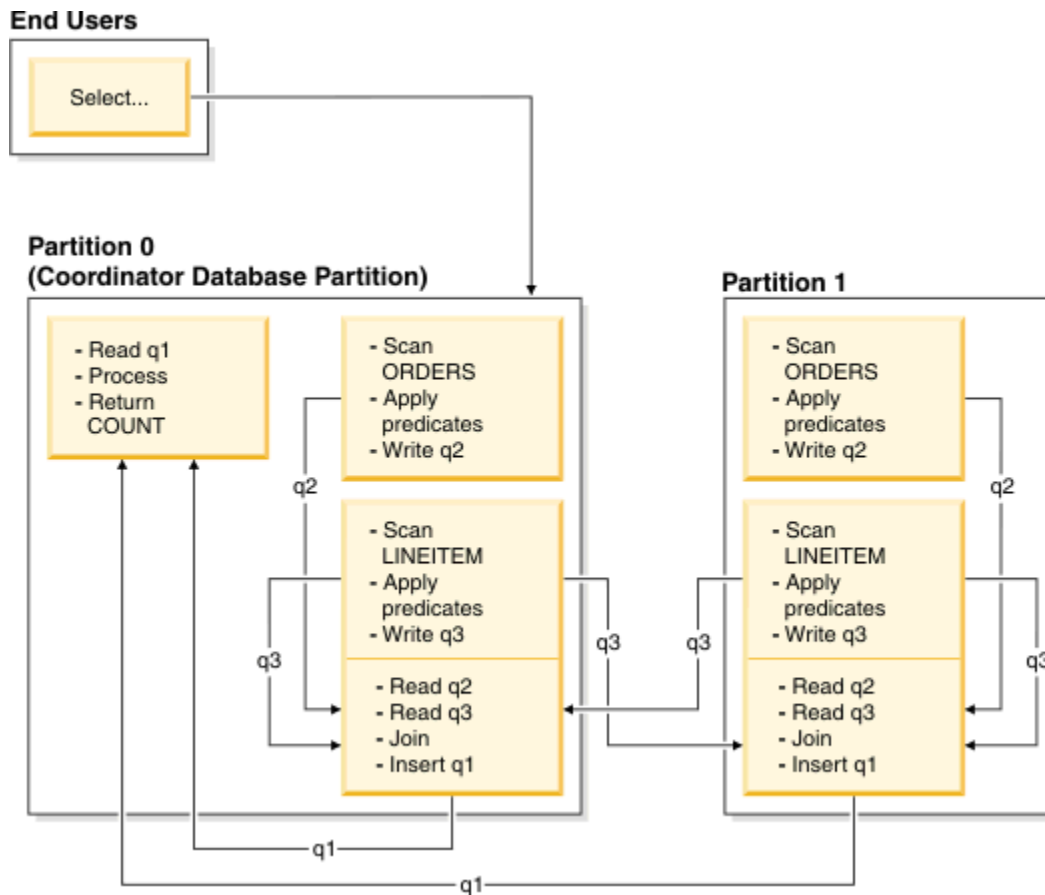 End Users
Select...
Partition 0
(Coordinator Database Partition)
- Read q1
- Process
- Return
COUNT
- Scan
ORDERS
- Apply
predicates
- Write q2
q2
- Scan
LINEITEM
- Apply
predicates
- Write q3
q3
q3
- Read q2
- Read q3
- Join
- Insert q1
Partition 1
- Scan
ORDERS
- Apply
predicates
- Write q2
q2
- Scan
LINEITEM
- Apply
predicates
- Write q3
q3
q3
- Read q2
- Read q3
- Join
- Insert q1
q1
q1